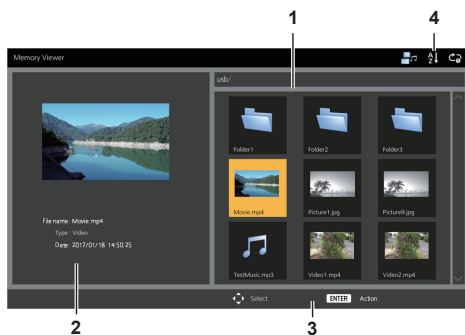 1
4
Memory Viewer
A
Z
usb/
Folder1
Folder2
Folder3
Movie.mp4
Picture1.jpg
Picture9.jpg
File name: Movie.mp4
Type: Video
Date: 2017/01/18 14:50:25
TestMusic.mp3
Video1.mp4
Video2.mp4
Select
ENTER
Action
2
3